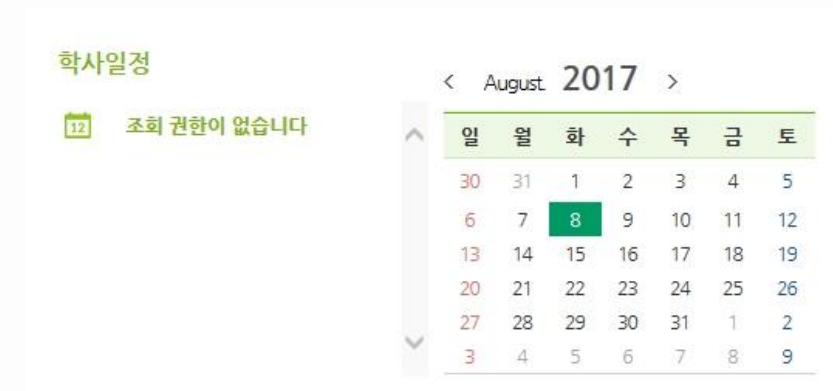 학사일정
12 조회 권한이 없습니다
< August. 2017 >
일 월 화 수 목 금 토
30 31 1 2 3 4 5
6 7 8 9 10 11 12
13 14 15 16 17 18 19
20 21 22 23 24 25 26
27 28 29 30 31 1 2
3 4 5 6 7 8 9